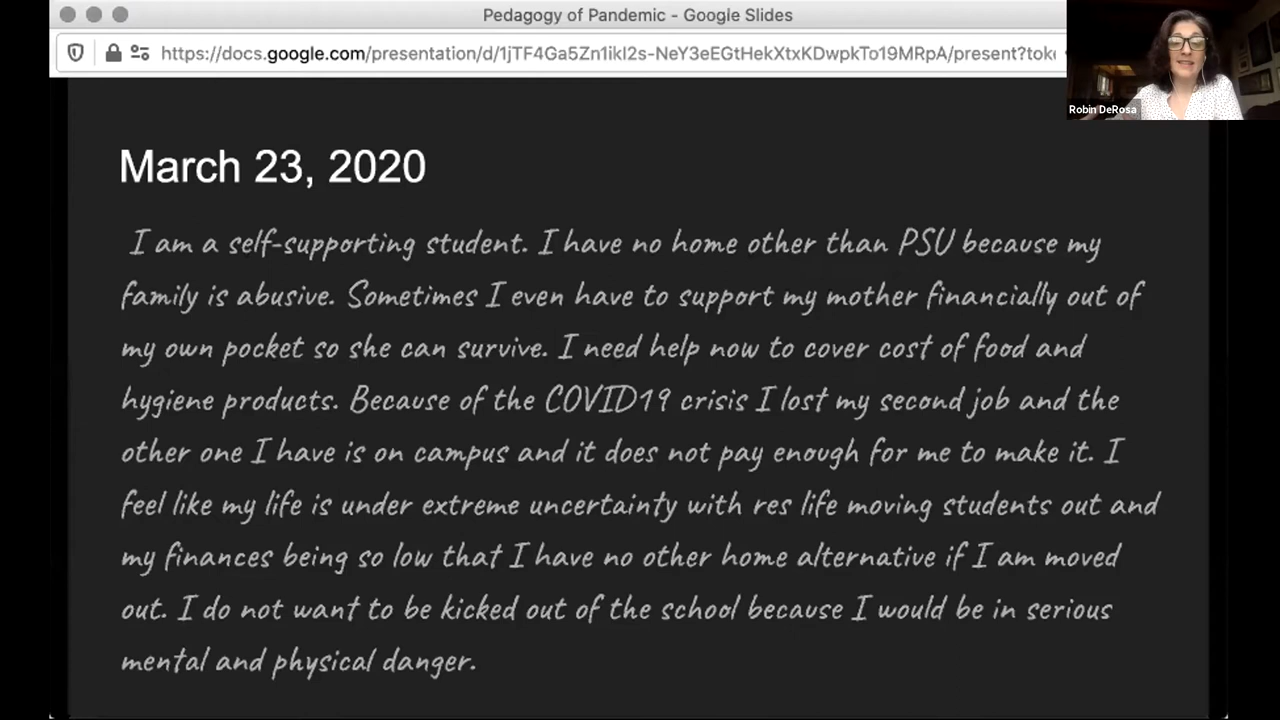 Pedagogy of Pandemic - Google Slides
https://docs.google.com/presentation/d/1jTF4Ga5Zn1ikI2s-NeY3eEGtHekXtxKDwpkTo19MRpA/present?toke
Robin DeRosa
March 23, 2020
I am a self-supporting student. I have no home other than PSU because my
family is abusive. Sometimes I even have to support my mother financially out of
my own pocket so she can survive. I need help now to cover cost of food and
hygiene products. Because of the COVID19 crisis I lost my second job and the
other one I have is on campus and it does not pay enough for me to make it. I
feel like my life is under extreme uncertainty with res life moving students out and
my finances being so low that I have no other home alternative if I am moved
out. I do not want to be kicked out of the school because I would be in serious
mental and physical danger.